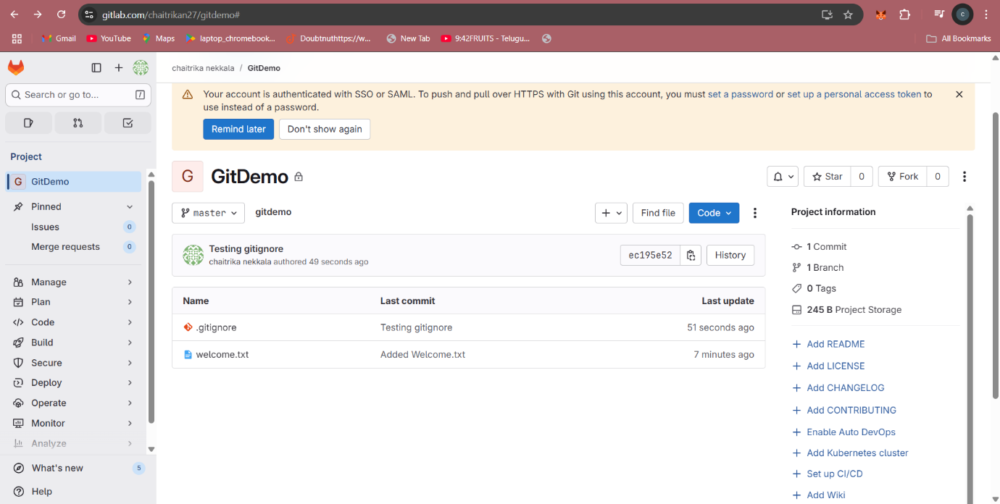 gitlab.com/chaitrikan27/gitdemo#
C
Gmail
YouTube
Maps
laptop_chromebook...
Doubtnuthttps://w...
New Tab
9:42FRUITS - Telugu...
All Bookmarks
chaitrika nekkala / GitDemo
Search or go to...
/
Your account is authenticated with SSO or SAML. To push and pull over HTTPS with Git using this account, you must set a password or set up a personal access token to
use instead of a password.
Remind later
Don't show again
Project
G GitDemo
Pinned
Issues 0
Merge requests 0
Manage
Plan
Code
Build
Secure
Deploy
Operate
Monitor
Analyze
What's new 5
Help
G GitDemo
Star 0
Fork 0
master
gitdemo
+
Find file
Code
Testing gitignore
chaitrika nekkala authored 49 seconds ago
ec195e52
History
Name Last commit Last update
.gitignore Testing gitignore 51 seconds ago
welcome.txt Added Welcome.txt 7 minutes ago
Project information
1 Commit
1 Branch
0 Tags
245 B Project Storage
+ Add README
+ Add LICENSE
+ Add CHANGELOG
+ Add CONTRIBUTING
+ Enable Auto DevOps
+ Add Kubernetes cluster
+ Set up CI/CD
+ Add Wiki